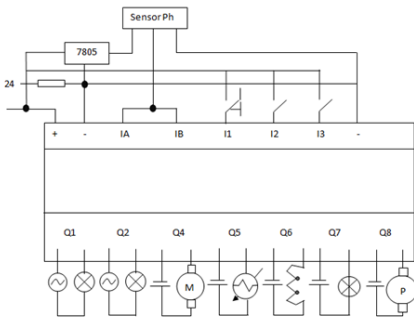 Sensor Ph
7805
24
+ - IA IB I1 I2 I3 -
Q1 Q2 Q4 Q5 Q6 Q7 Q8
M P